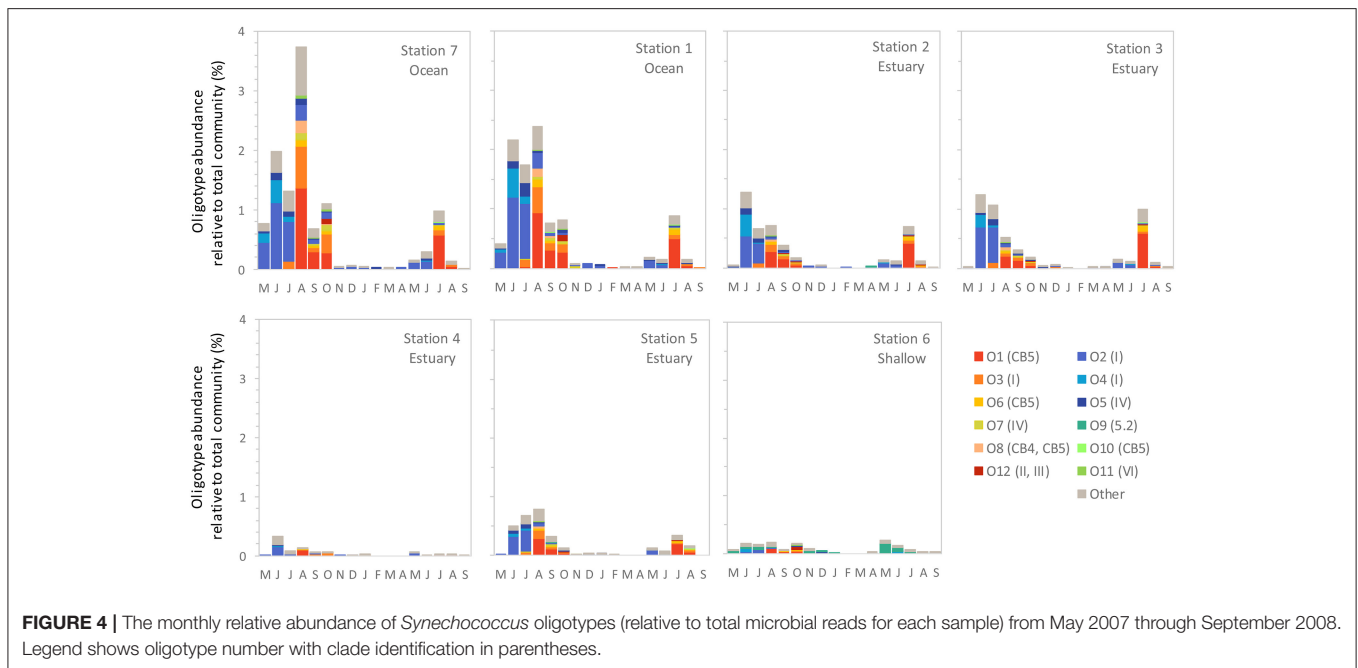 Oligotype abundance
relative to total community (%)
4
3
2
1
0
Station 7
Ocean
M J J A S O N D J F M A M J J A S
Station 1
Ocean
M J J A S O N D J F M A M J J A S
Station 2
Estuary
M J J A S O N D J F M A M J J A S
Station 3
Estuary
M J J A S O N D J F M A M J J A S
Oligotype abundance
relative to total community (%)
4
3
2
1
0
Station 4
Estuary
M J J A S O N D J F M A M J J A S
Station 5
Estuary
M J J A S O N D J F M A M J J A S
Station 6
Shallow
M J J A S O N D J F M A M J J A S
O1 (CB5) O2 (I)
O3 (I) O4 (I)
O6 (CB5) O5 (IV)
O7 (IV) O9 (5.2)
O8 (CB4, CB5) O10 (CB5)
O12 (II, III) O11 (VI)
Other
FIGURE 4 | The monthly relative abundance of Synechococcus oligotypes (relative to total microbial reads for each sample) from May 2007 through September 2008.
Legend shows oligotype number with clade identification in parentheses.